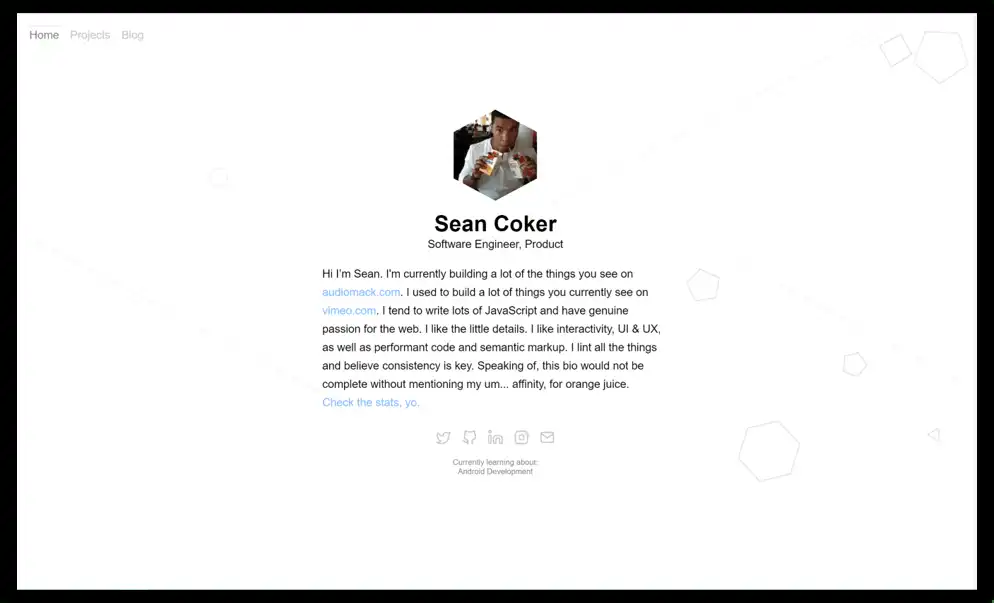 Home Projects Blog
Sean Coker
Software Engineer, Product
Hi I'm Sean. I'm currently building a lot of the things you see on
audiomack.com. I used to build a lot of things you currently see on
vimeo.com. I tend to write lots of JavaScript and have genuine
passion for the web. I like the little details. I like interactivity, UI & UX,
as well as performant code and semantic markup. I lint all the things
and believe consistency is key. Speaking of, this bio would not be
complete without mentioning my um... affinity, for orange juice.
Check the stats, yo.
Currently learning about:
Android Development